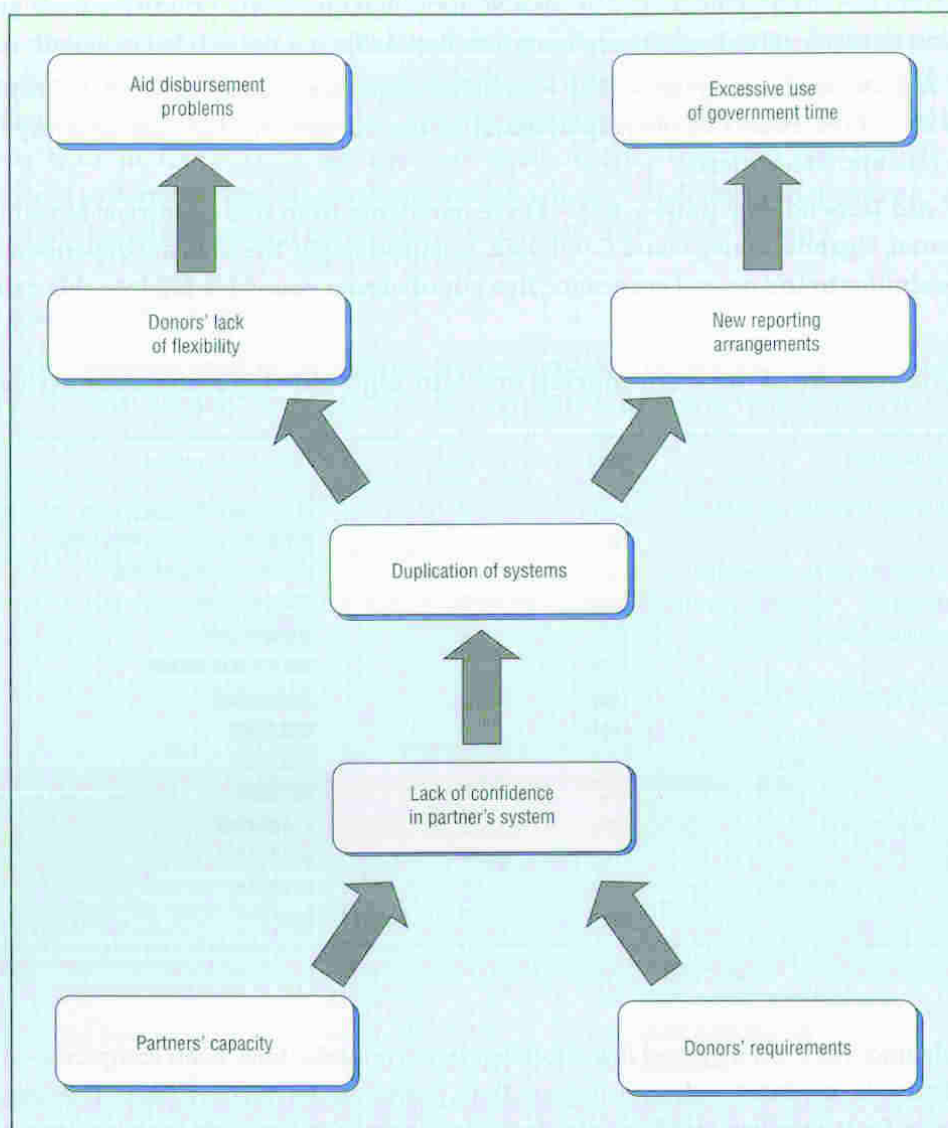 Aid disbursement
problems
Excessive use
of government time
Donors' lack
of flexibility
New reporting
arrangements
Duplication of systems
Lack of confidence
in partner's system
Partners' capacity
Donors' requirements